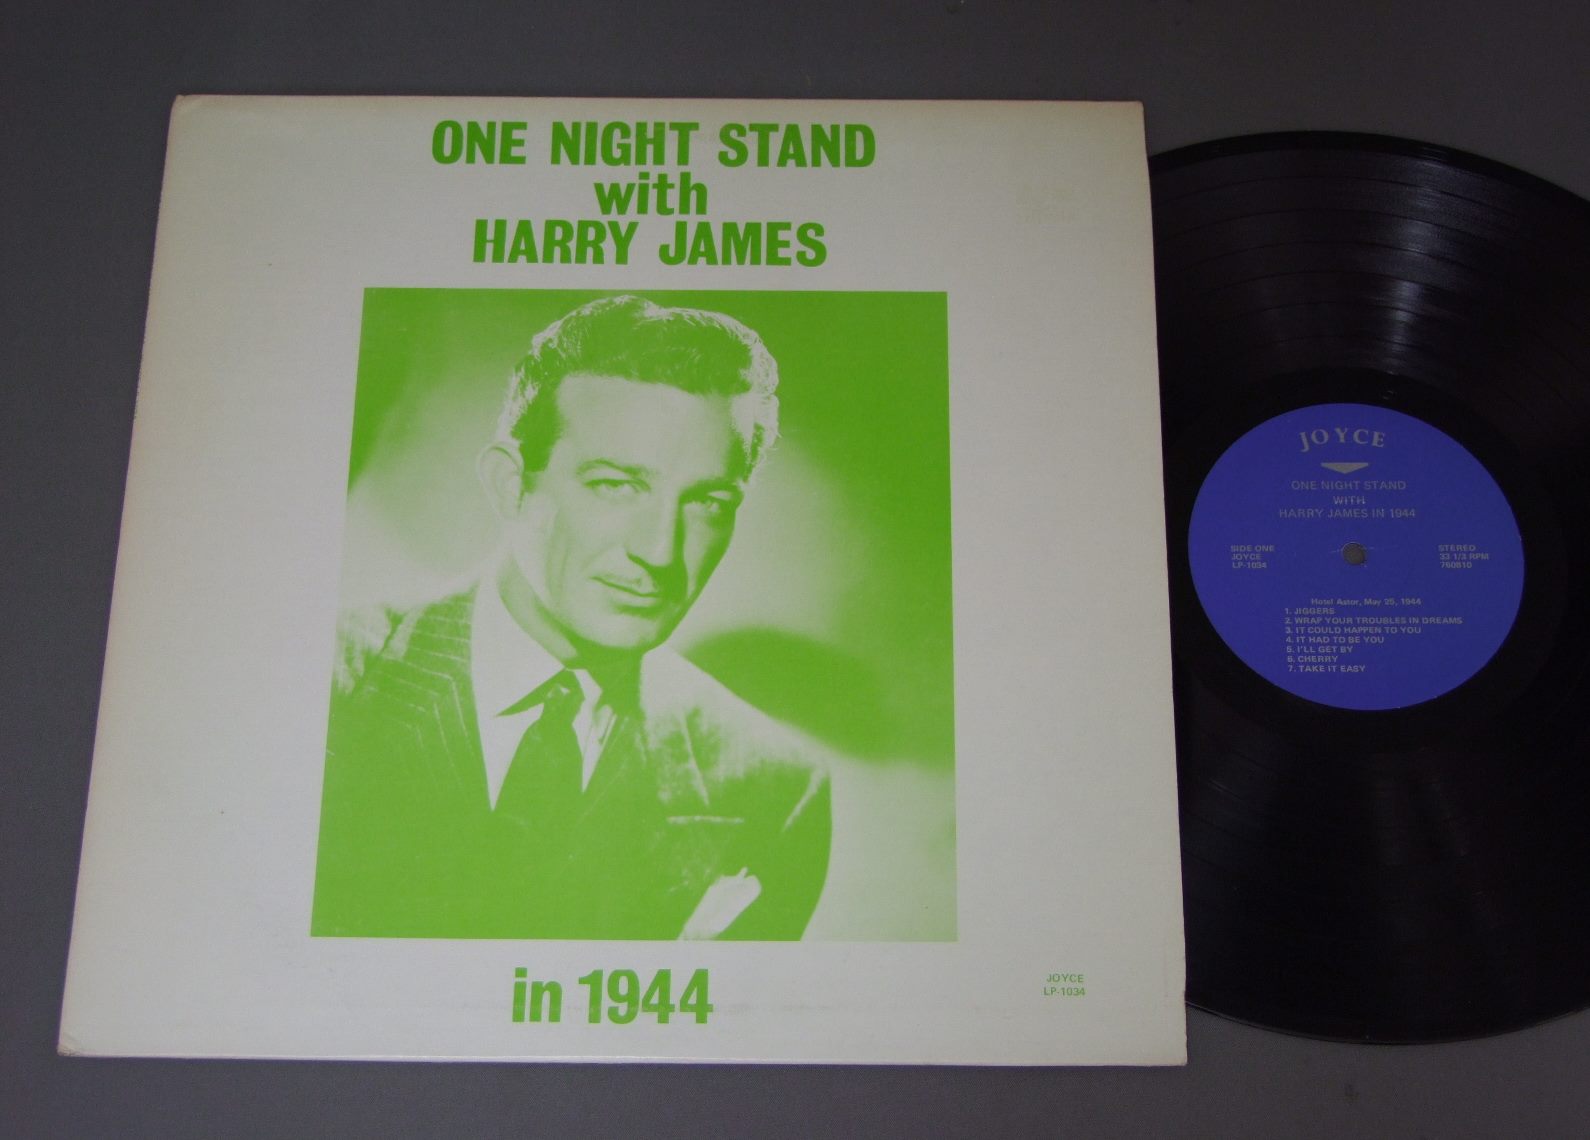 ONE NIGHT STAND
with
HARRY JAMES
in 1944
JOYCE
LP-1034
JOYCE
ONE NIGHT STAND
WITH
HARRY JAMES IN 1944
SIDE ONE
JOYCE
LP-1034
STEREO
33 1/3 RPM
760810
Hotel Astor, May 25, 1944
1. JIGGERS
2. WRAP YOUR TROUBLES IN DREAMS
3. IT COULD HAPPEN TO YOU
4. IT HAD TO BE YOU
5. I'LL GET BY
6. CHERRY
7. TAKE IT EASY